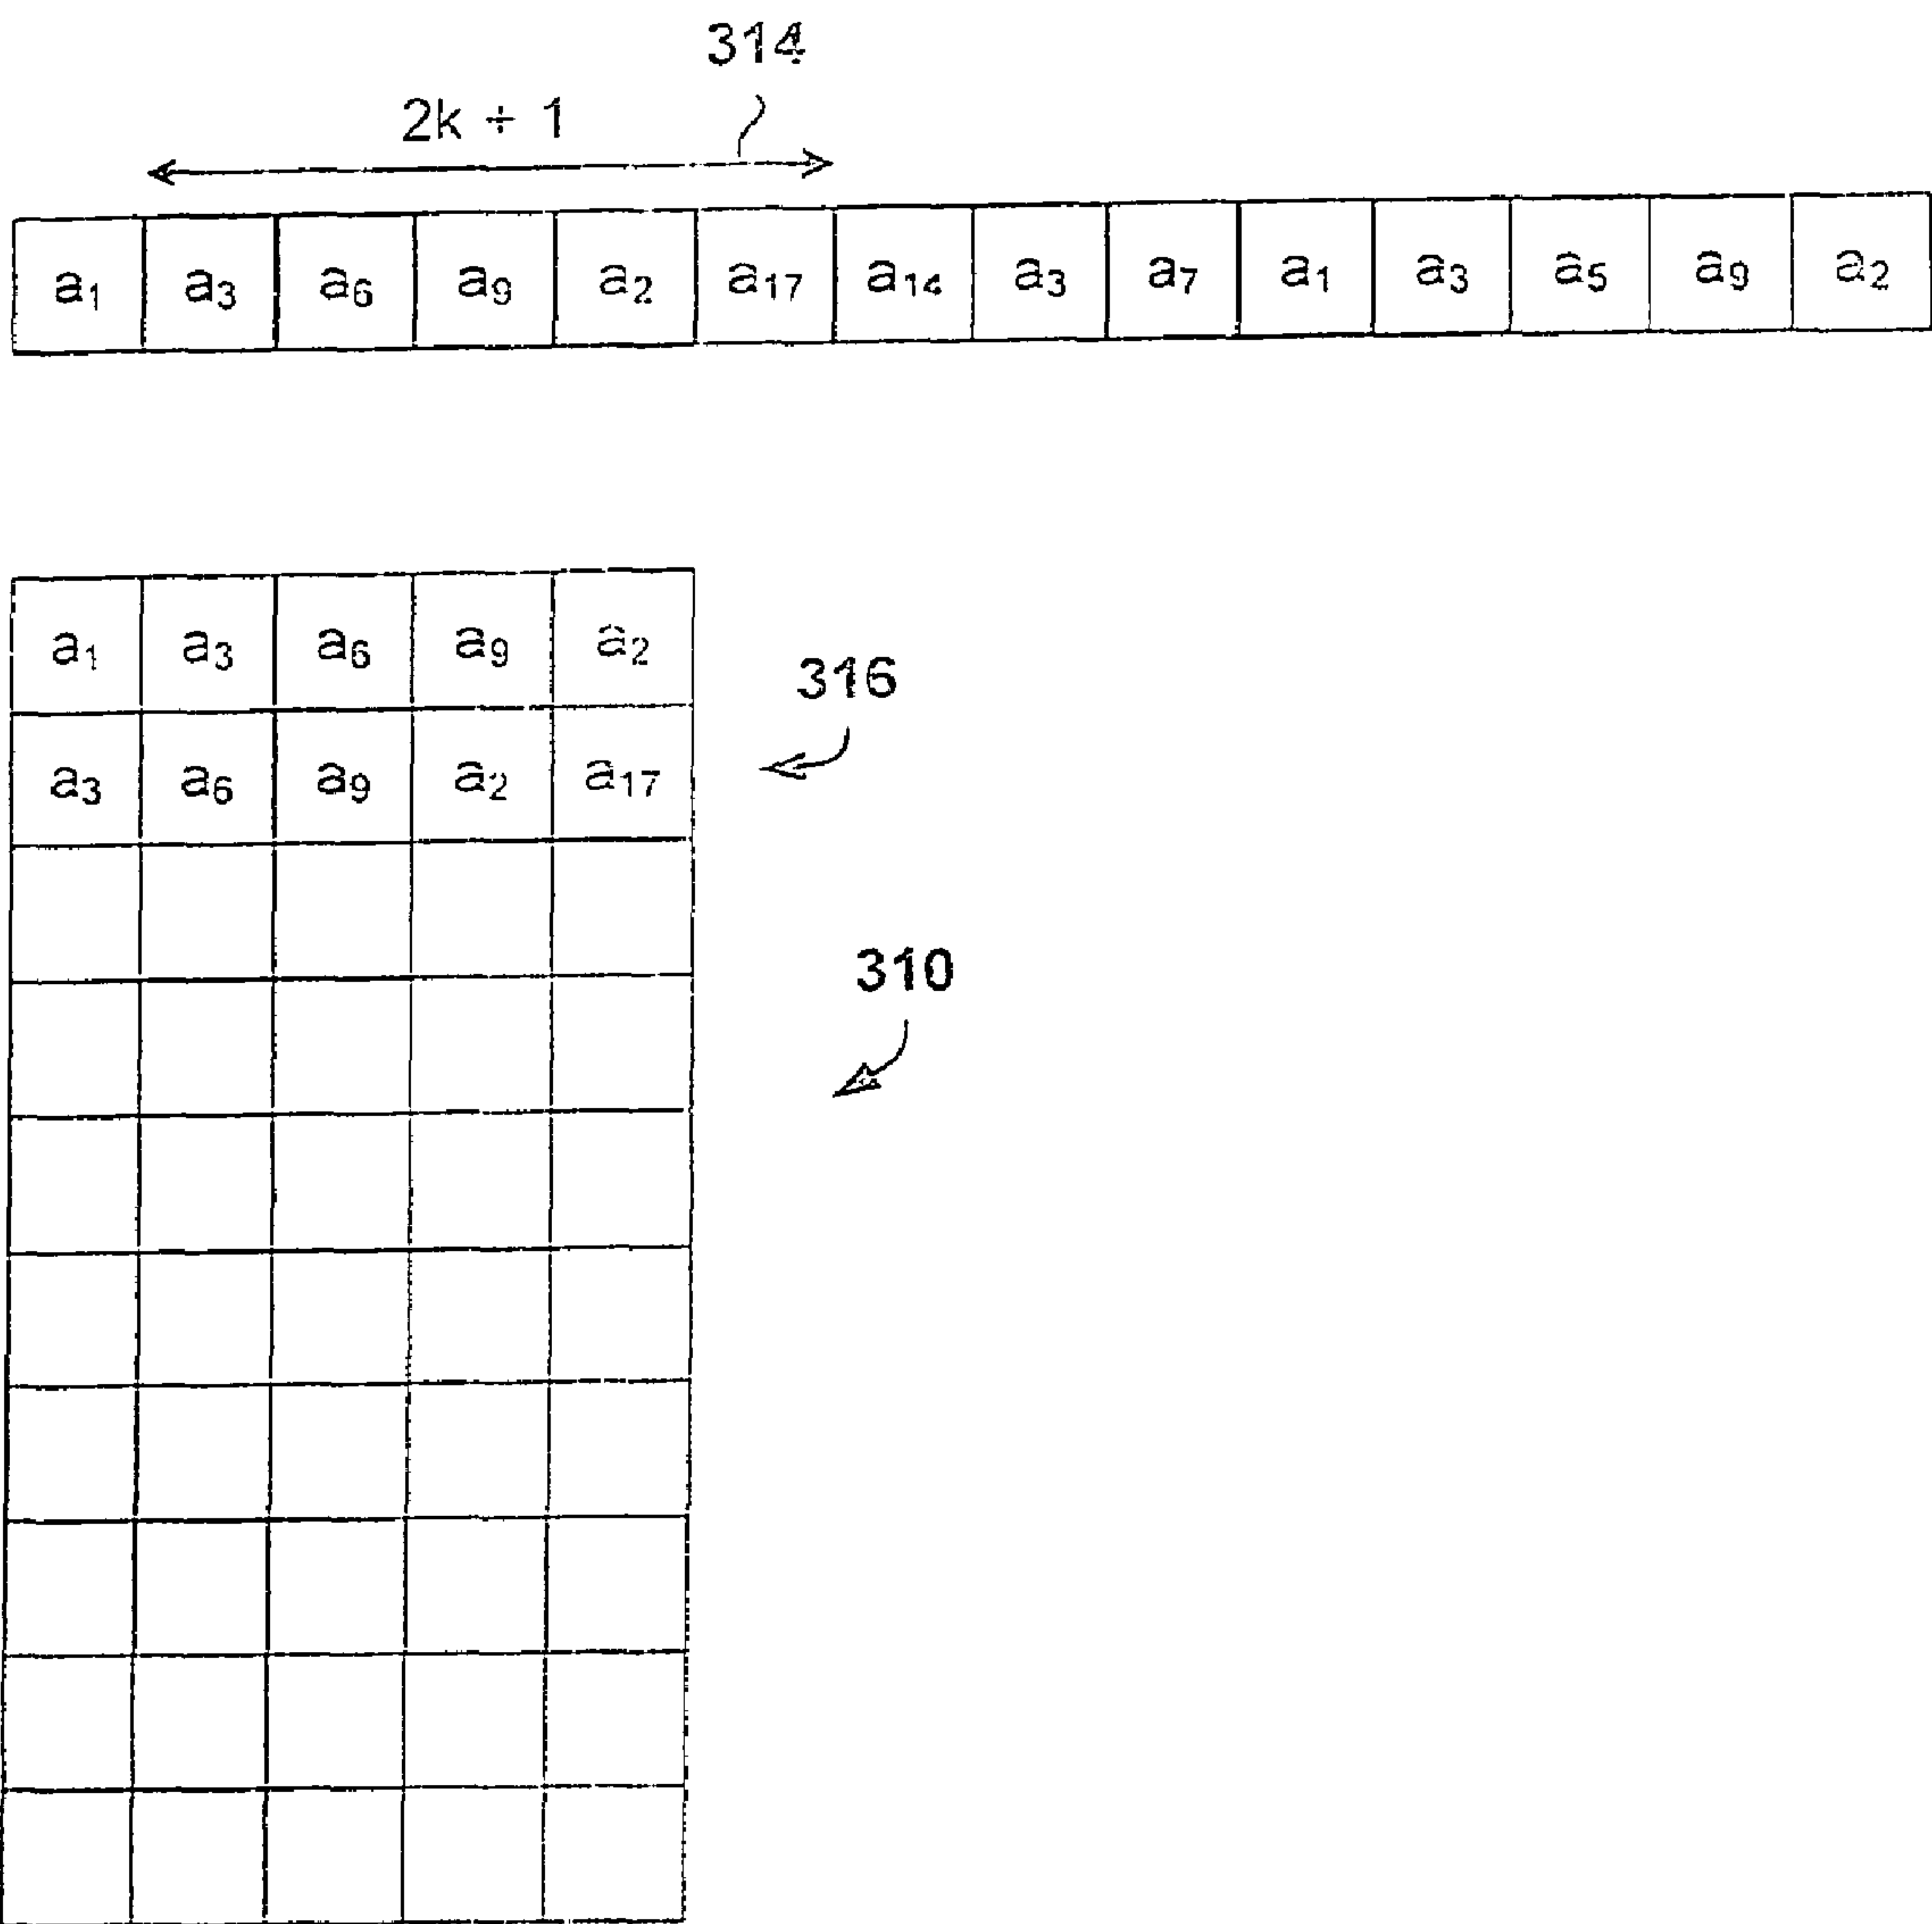 314
2k ÷ 1
a₁ a₃ a₆ a₉ a₂ a₁₇ a₁₄ a₃ a₇ a₁ a₃ a₅ a₉ a₂
a₁ a₃ a₆ a₉ a₂
316
a₃ a₆ a₉ a₂ a₁₇
310